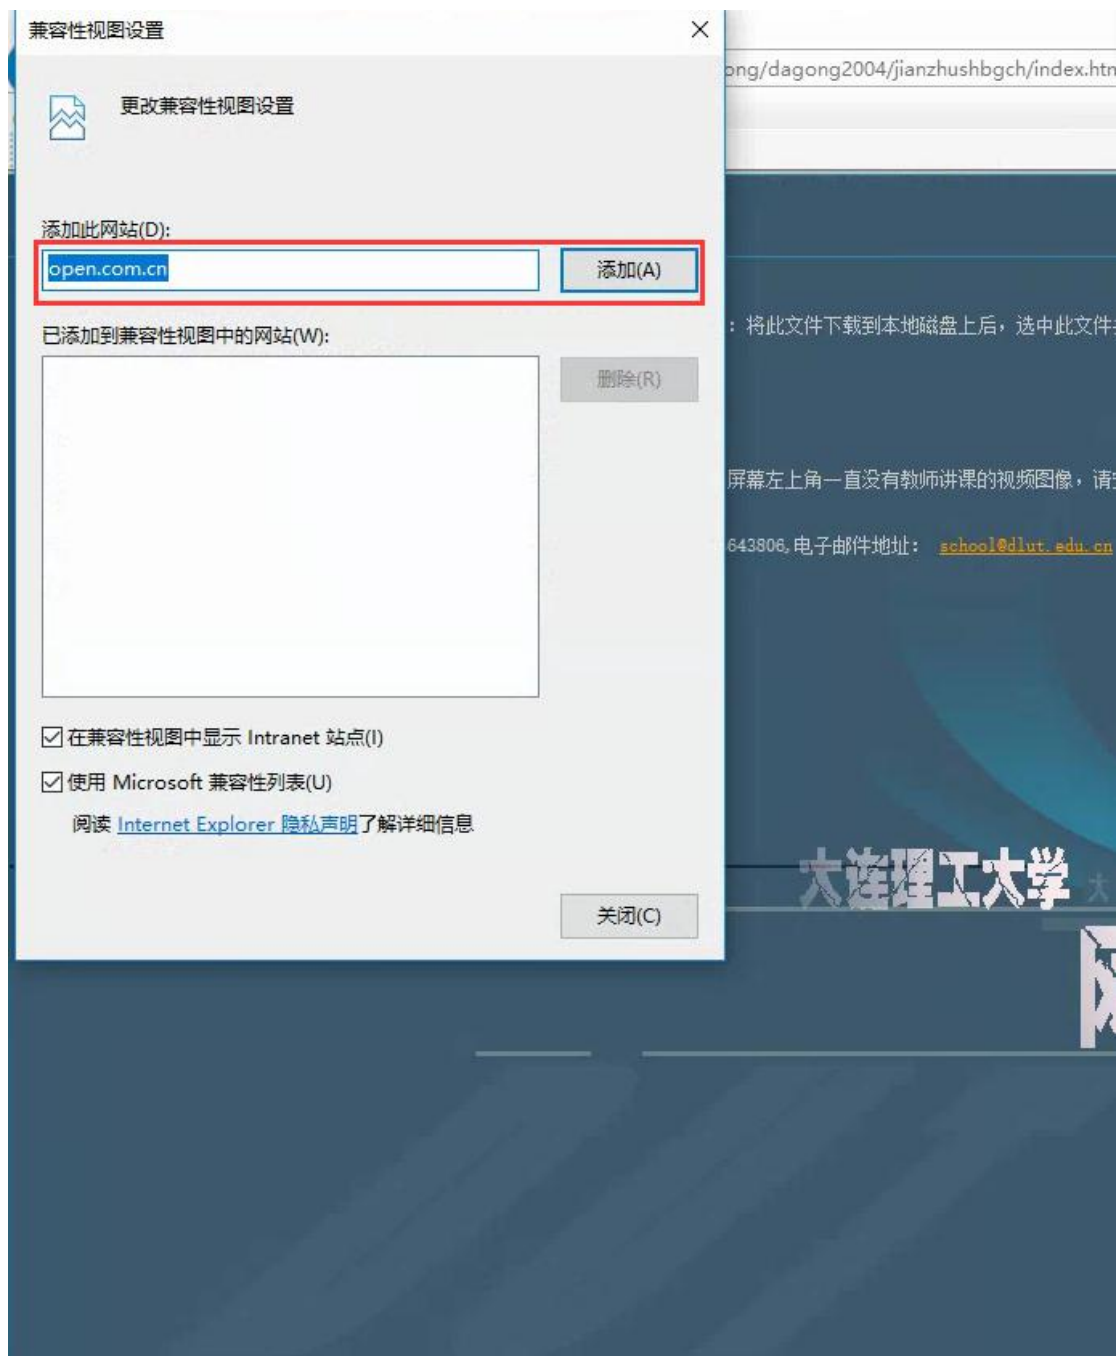 兼容性视图设置
ong/dagong2004/jianzhushbgch/index.htm
更改兼容性视图设置
添加此网站(D):
open.com.cn
添加(A)
已添加到兼容性视图中的网站(W):
删除(R)
：将此文件下载到本地磁盘上后，选中此文件
屏幕左上角一直没有教师讲课的视频图像，请
643806,电子邮件地址： school@dlut.edu.cn
在兼容性视图中显示 Intranet 站点(I)
使用 Microsoft 兼容性列表(U)
阅读 Internet Explorer 隐私声明了解详细信息
大连理工大学
大
关闭(C)